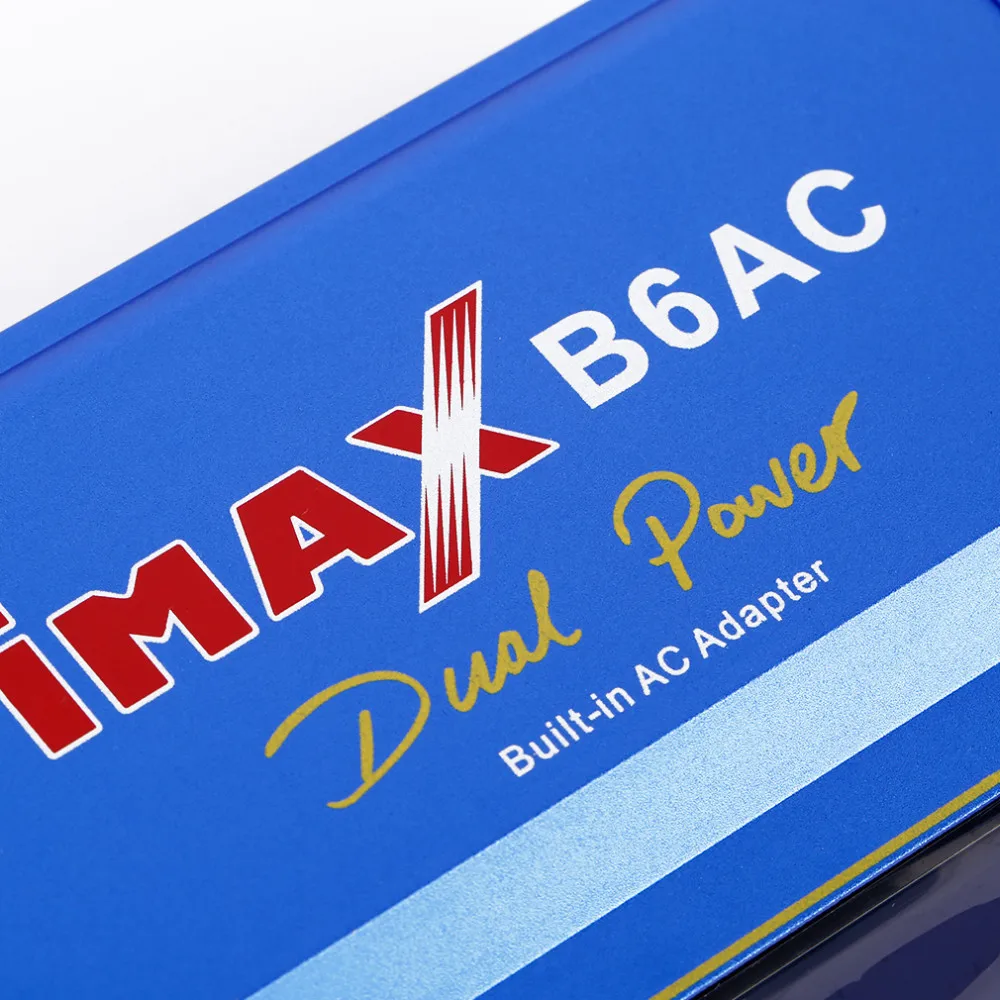 iMAX B6AC
Dual Power
Built-in AC Adapter